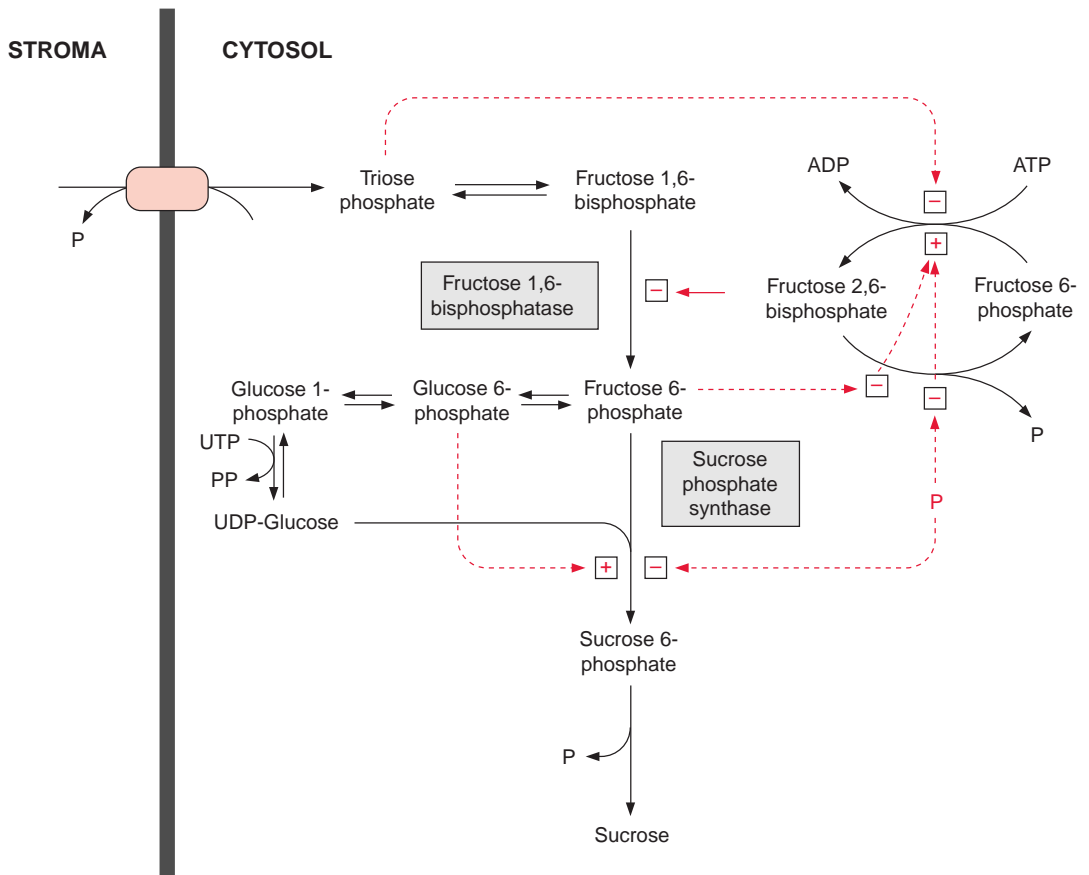 STROMA
CYTOSOL
P
Triose
phosphate
Fructose 1,6-
bisphosphate
ADP
ATP
−
+
Fructose 1,6-
bisphosphatase
−
Fructose 2,6-
bisphosphate
Fructose 6-
phosphate
Glucose 1-
phosphate
Glucose 6-
phosphate
Fructose 6-
phosphate
−
−
P
UTP
PP
UDP-Glucose
Sucrose
phosphate
synthase
P
+
−
Sucrose 6-
phosphate
P
Sucrose